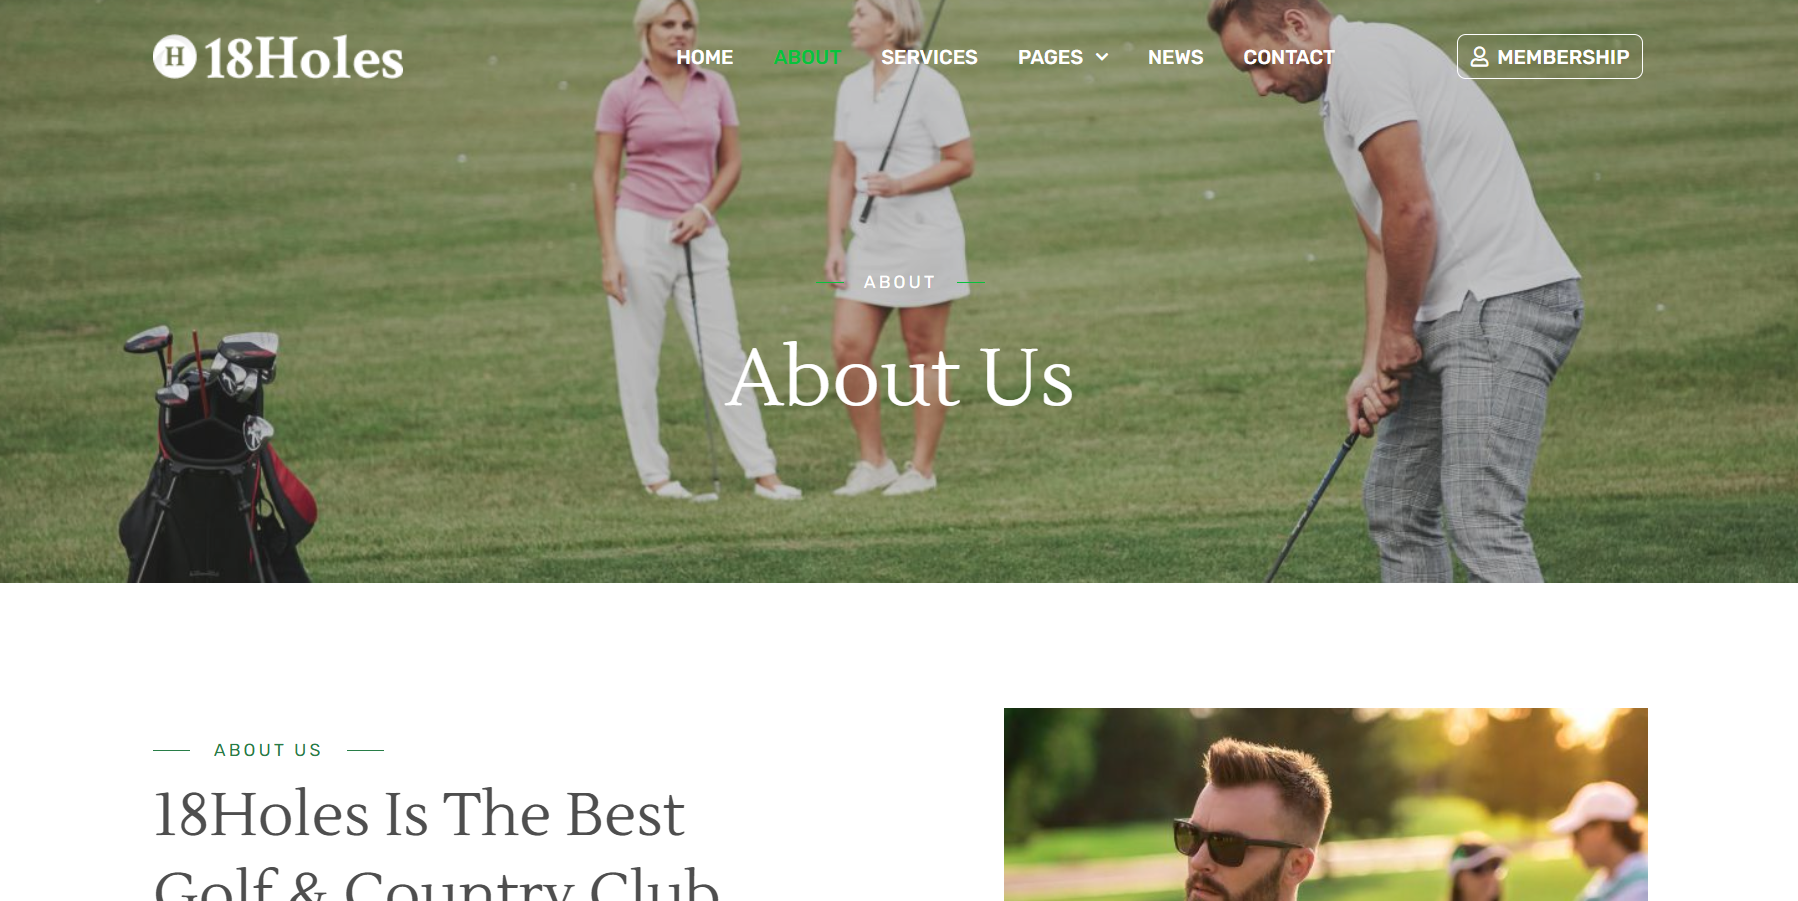 H 18Holes
HOME ABOUT SERVICES PAGES NEWS CONTACT MEMBERSHIP
ABOUT
About Us
ABOUT US
18Holes Is The Best
Golf & Country Club